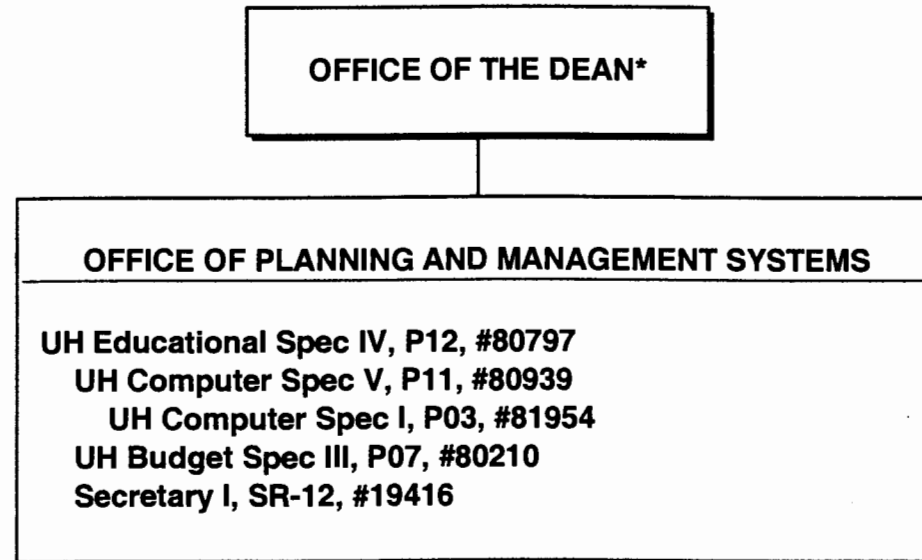 OFFICE OF THE DEAN*
OFFICE OF PLANNING AND MANAGEMENT SYSTEMS
UH Educational Spec IV, P12, #80797
UH Computer Spec V, P11, #80939
UH Computer Spec I, P03, #81954
UH Budget Spec III, P07, #80210
Secretary I, SR-12, #19416